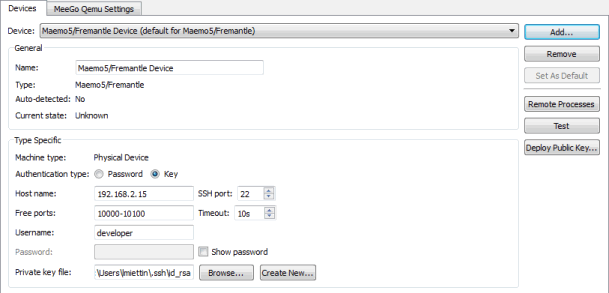 Devices MeeGo Qemu Settings
Device: Maemo5/Fremantle Device (default for Maemo5/Fremantle) Add...
General
Remove
Name: Maemo5/Fremantle Device
Set As Default
Type: Maemo5/Fremantle
Auto-detected: No
Remote Processes
Current state: Unknown
Test
Type Specific
Deploy Public Key...
Machine type: Physical Device
Authentication type: Password Key
Host name: 192.168.2.15 SSH port: 22
Free ports: 10000-10100 Timeout: 10s
Username: developer
Password: Show password
Private key file: \Users\lmiettin\.ssh\id_rsa Browse... Create New...